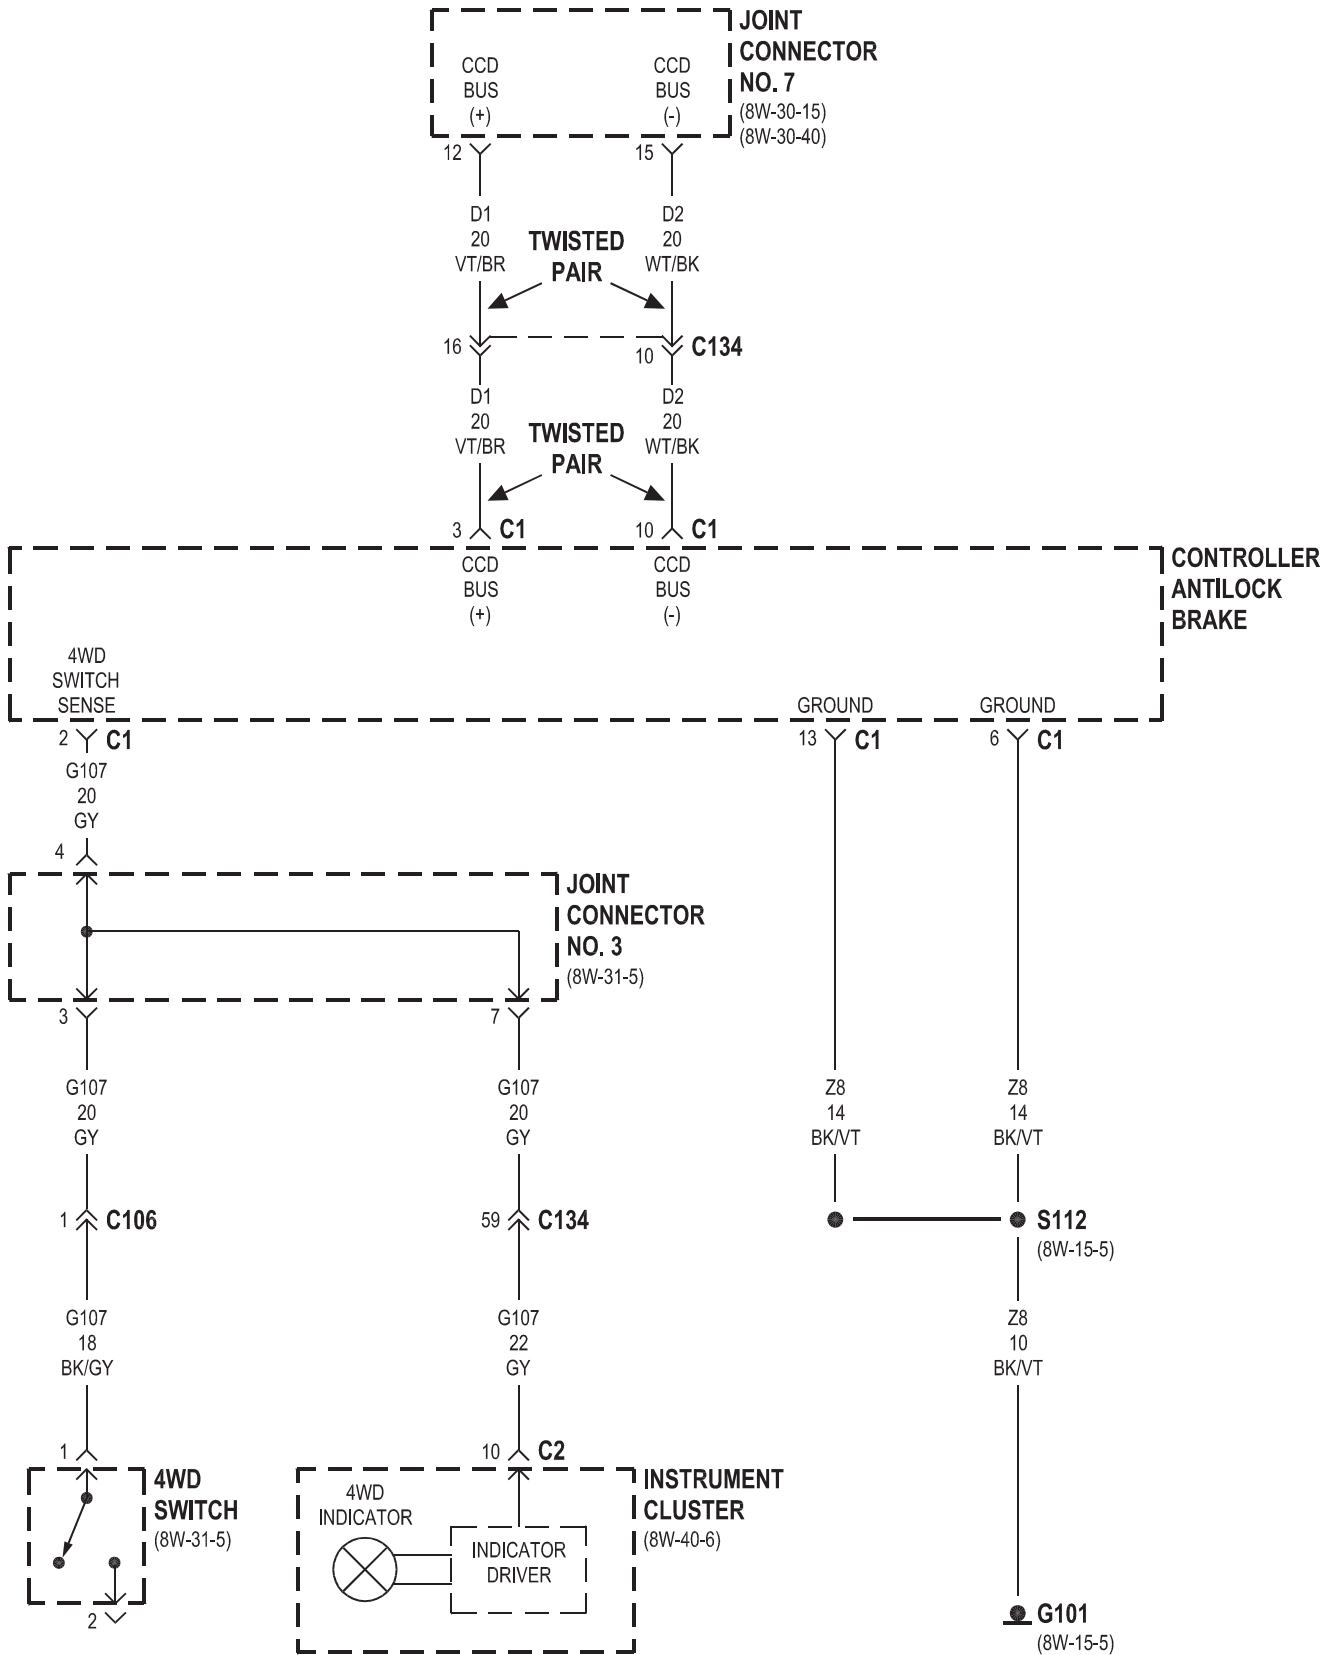 JOINT
CONNECTOR
NO. 7
(8W-30-15)
(8W-30-40)
CCD
BUS
(+)
CCD
BUS
(-)
12
15
D1
20
VT/BR
TWISTED
PAIR
D2
20
WT/BK
16
10
C134
D1
20
VT/BR
TWISTED
PAIR
D2
20
WT/BK
3
C1
10
C1
CCD
BUS
(+)
CCD
BUS
(-)
CONTROLLER
ANTILOCK
BRAKE
4WD
SWITCH
SENSE
GROUND
GROUND
2
C1
13
C1
6
C1
G107
20
GY
4
JOINT
CONNECTOR
NO. 3
(8W-31-5)
3
7
G107
20
GY
G107
20
GY
Z8
14
BK/VT
Z8
14
BK/VT
1
C106
59
C134
S112
(8W-15-5)
G107
18
BK/GY
G107
22
GY
Z8
10
BK/VT
1
10
C2
4WD
SWITCH
(8W-31-5)
4WD
INDICATOR
INDICATOR
DRIVER
INSTRUMENT
CLUSTER
(8W-40-6)
2
G101
(8W-15-5)